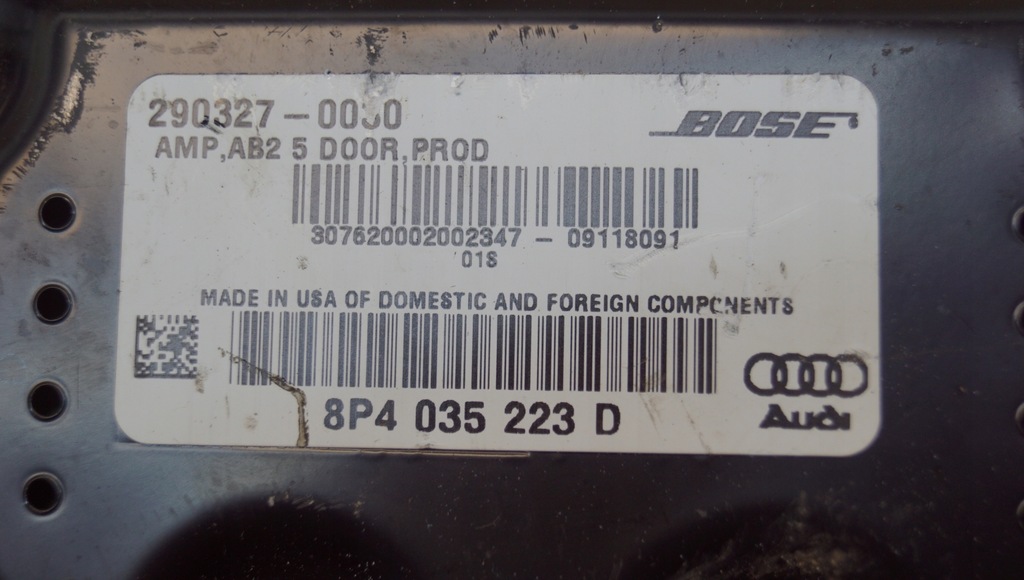 290327-0030
BOSE
AMP,AB2 5 DOOR,PROD
307620002002347 - 09118091
01S
MADE IN USA OF DOMESTIC AND FOREIGN COMPONENTS
8P4 035 223 D
Audi